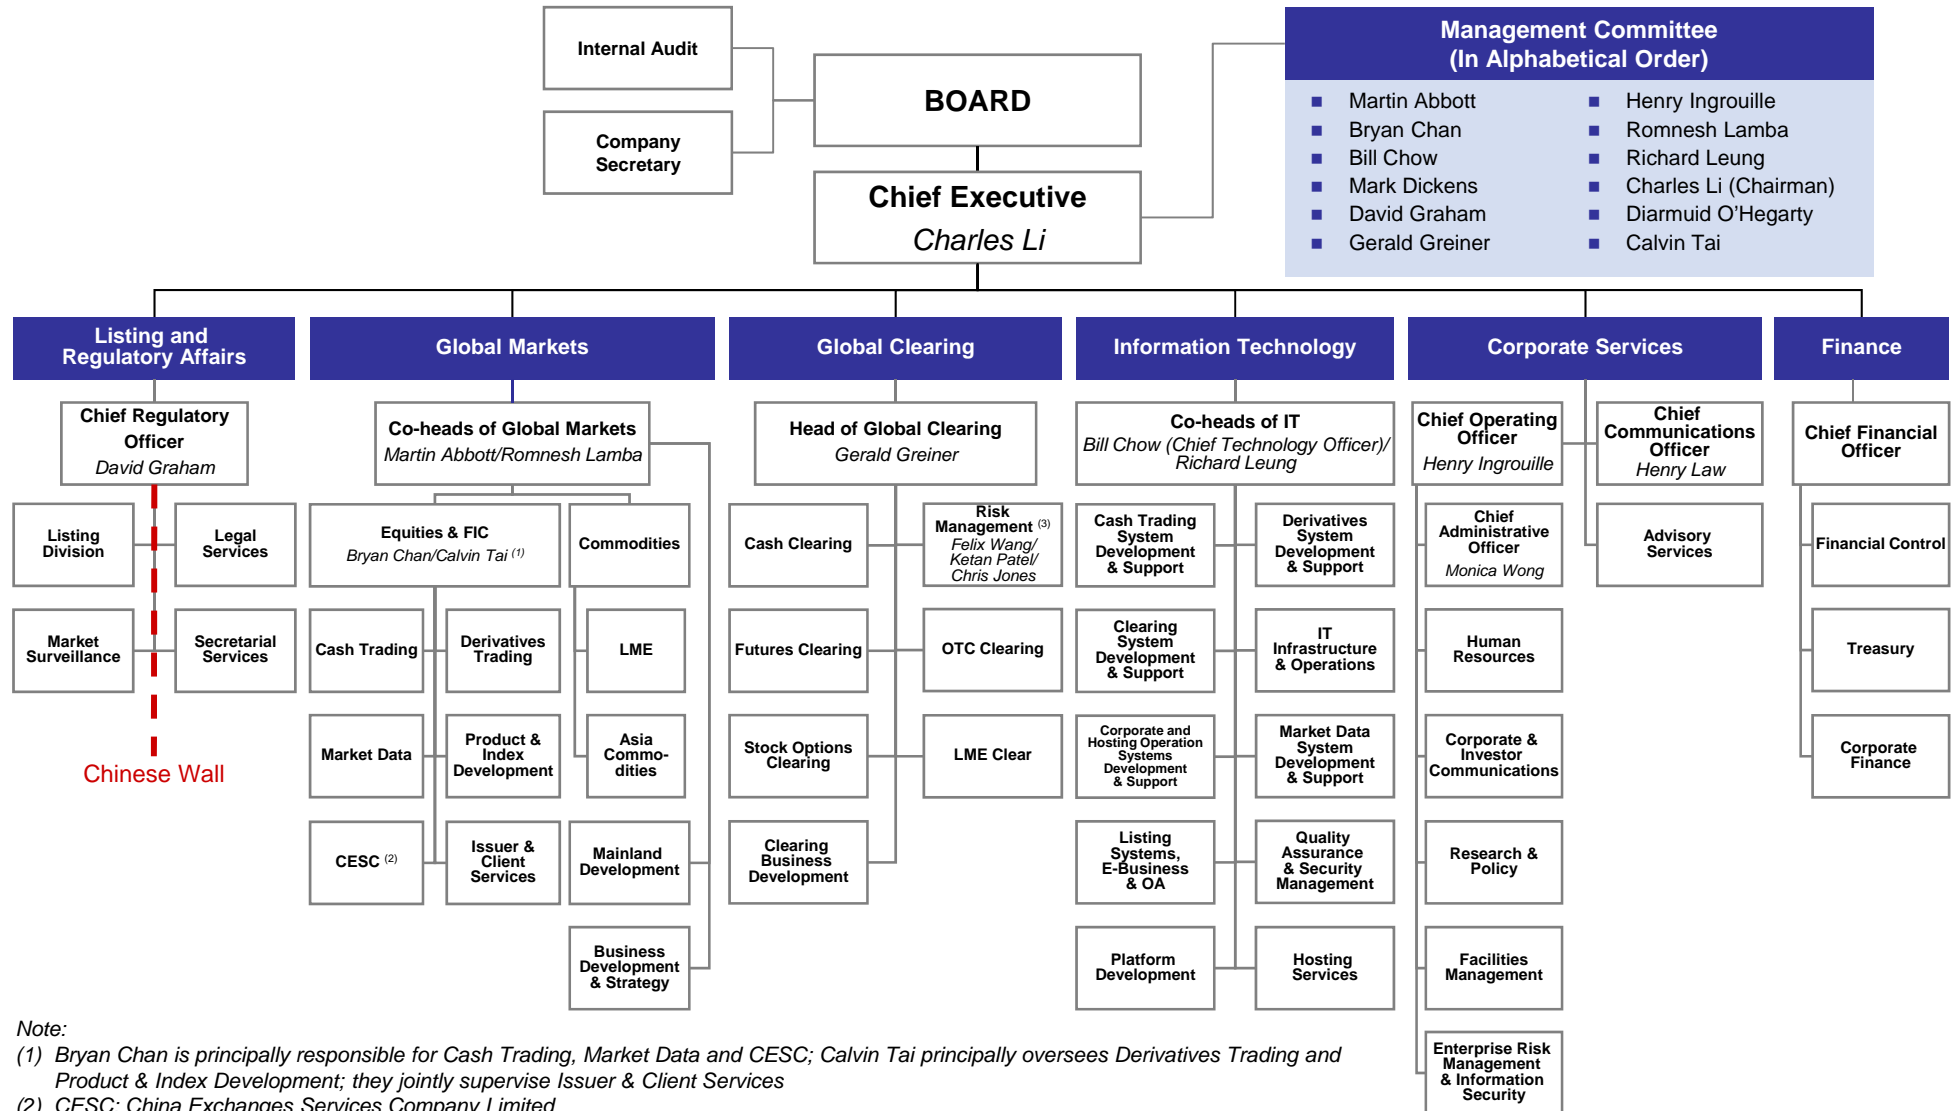 Internal Audit
Company
Secretary
BOARD
Chief Executive
Charles Li
Management Committee
(In Alphabetical Order)
Martin Abbott
Bryan Chan
Bill Chow
Mark Dickens
David Graham
Gerald Greiner
Henry Ingrouille
Romnesh Lamba
Richard Leung
Charles Li (Chairman)
Diarmuid O'Hegarty
Calvin Tai
Listing and
Regulatory Affairs
Chief Regulatory
Officer
David Graham
Listing
Division
Legal
Services
Market
Surveillance
Secretarial
Services
Chinese Wall
Global Markets
Co-heads of Global Markets
Martin Abbott/Romnesh Lamba
Equities & FIC
Bryan Chan/Calvin Tai (1)
Commodities
Cash Trading
Derivatives
Trading
LME
Market Data
Product &
Index
Development
Asia
Commo-
dities
CESC (2)
Issuer &
Client
Services
Mainland
Development
Business
Development
& Strategy
Global Clearing
Head of Global Clearing
Gerald Greiner
Cash Clearing
Risk
Management (3)
Felix Wang/
Ketan Patel/
Chris Jones
Futures Clearing
OTC Clearing
Stock Options
Clearing
LME Clear
Clearing
Business
Development
Information Technology
Co-heads of IT
Bill Chow (Chief Technology Officer)/
Richard Leung
Cash Trading
System
Development
& Support
Derivatives
System
Development
& Support
Clearing
System
Development
& Support
IT
Infrastructure
& Operations
Corporate and
Hosting Operation
Systems
Development
& Support
Market Data
System
Development
& Support
Listing
Systems,
E-Business
& OA
Quality
Assurance
& Security
Management
Platform
Development
Hosting
Services
Corporate Services
Chief Operating
Officer
Henry Ingrouille
Chief
Communications
Officer
Henry Law
Chief
Administrative
Officer
Monica Wong
Advisory
Services
Human
Resources
Corporate &
Investor
Communications
Research &
Policy
Facilities
Management
Enterprise Risk
Management
& Information
Security
Finance
Chief Financial
Officer
Financial Control
Treasury
Corporate
Finance
Note:
(1) Bryan Chan is principally responsible for Cash Trading, Market Data and CESC; Calvin Tai principally oversees Derivatives Trading and
Product & Index Development; they jointly supervise Issuer & Client Services
(2) CESC: China Exchanges Services Company Limited